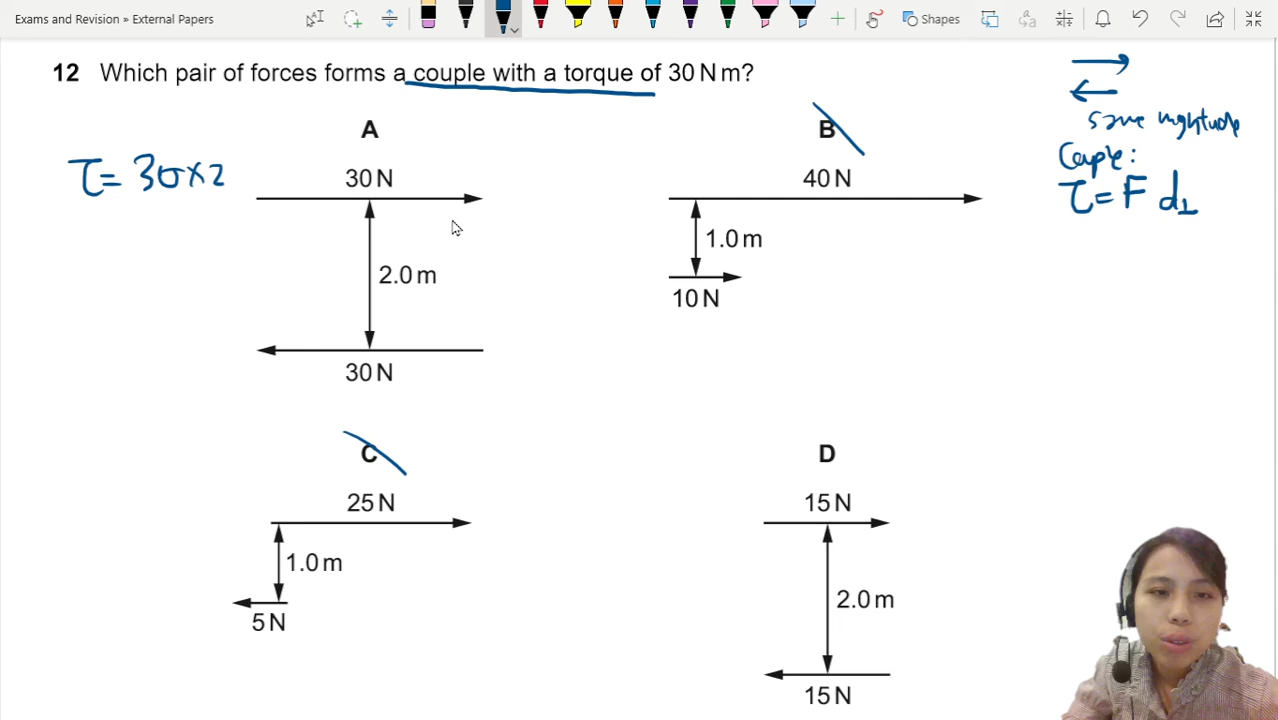 Exams and Revision » External Papers
Shapes
12 Which pair of forces forms a couple with a torque of 30 N m?
same mgtitude
Couple:
τ= F d⊥
A
30 N
2.0 m
30 N
τ= 30×2
B
40 N
1.0 m
10 N
C
25 N
1.0 m
5 N
D
15 N
2.0 m
15 N